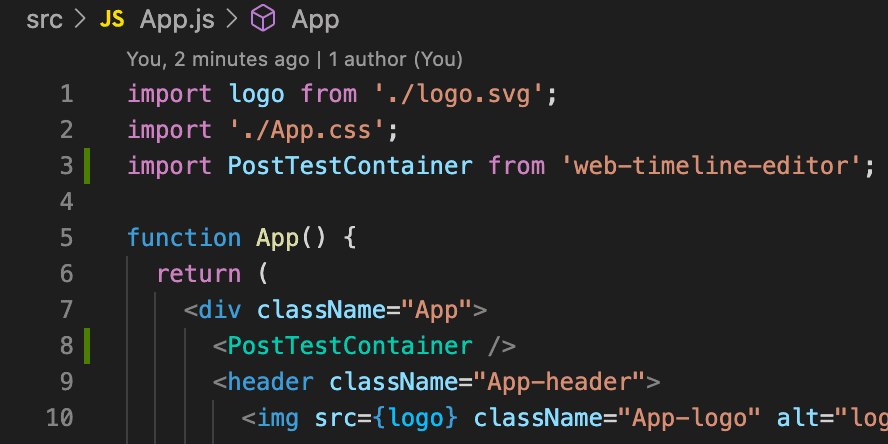 src > JS App.js > App
You, 2 minutes ago | 1 author (You)
1 import logo from './logo.svg';
2 import './App.css';
3 import PostTestContainer from 'web-timeline-editor';
4
5 function App() {
6 return (
7 <div className="App">
8 <PostTestContainer />
9 <header className="App-header">
10 <img src={logo} className="App-logo" alt="log